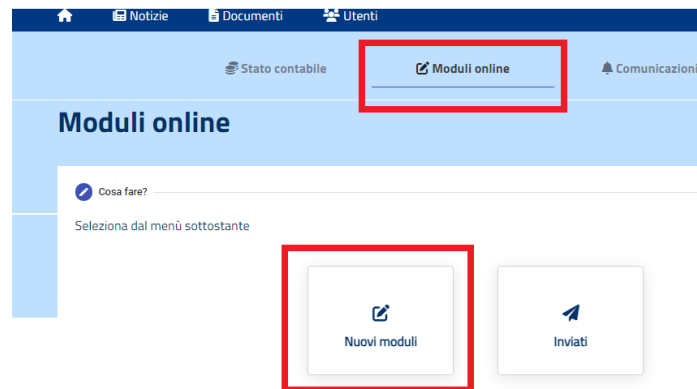 Notizie Documenti Utenti
Stato contabile Moduli online Comunicazioni
Moduli online
Cosa fare?
Seleziona dal menù sottostante
Nuovi moduli Inviati